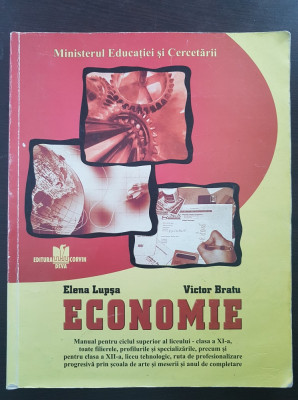 Ministerul Educației și Cercetării
EDITURA CORVIN
DEVA
Elena Lupșa
Victor Bratu
ECONOMIE
Manual pentru ciclul superior al liceului - clasa a XI-a,
toate filierele, profilurile și specializările, precum și
pentru clasa a XII-a, liceu tehnologic, ruta de profesionalizare
progresivă prin școala de arte și meserii și anul de completare